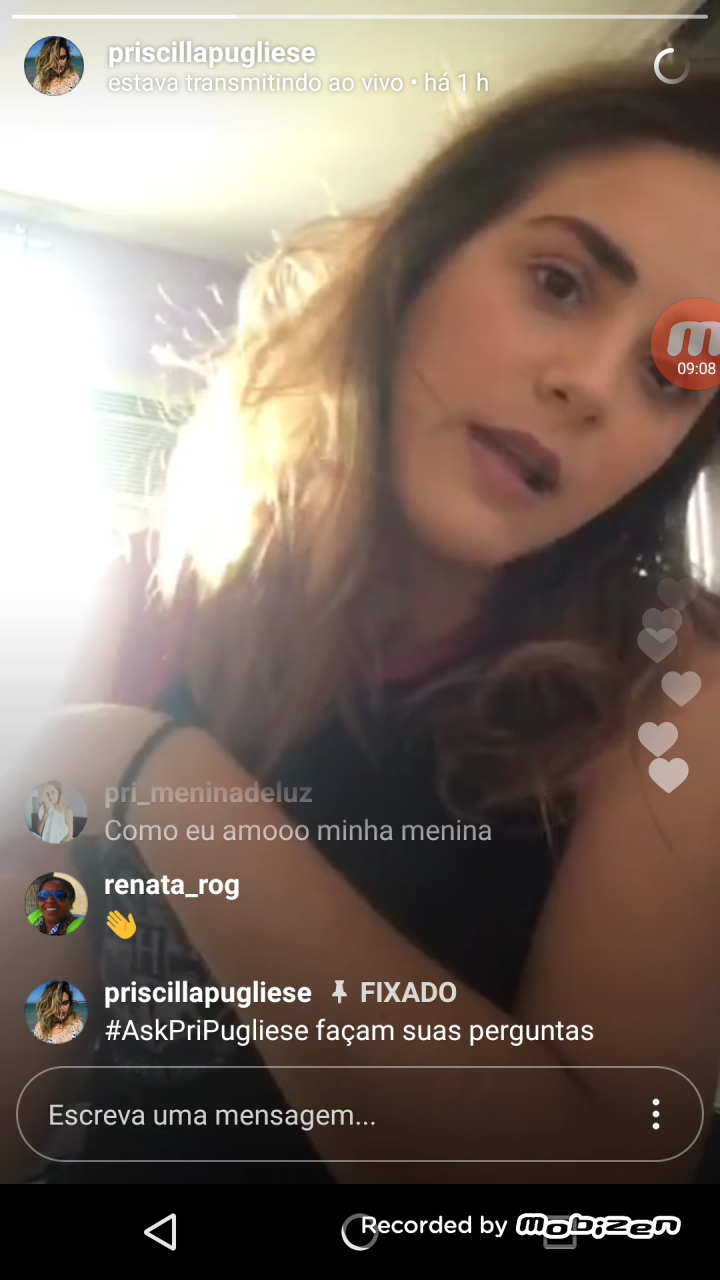 priscillapugliese
estava transmitindo ao vivo • há 1 h
m
09:08
pri_meninadeluz
Como eu amooo minha menina
renata_rog
👋
priscillapugliese FIXADO
#AskPriPugliese façam suas perguntas
Escreva uma mensagem...
Recorded by mobizen